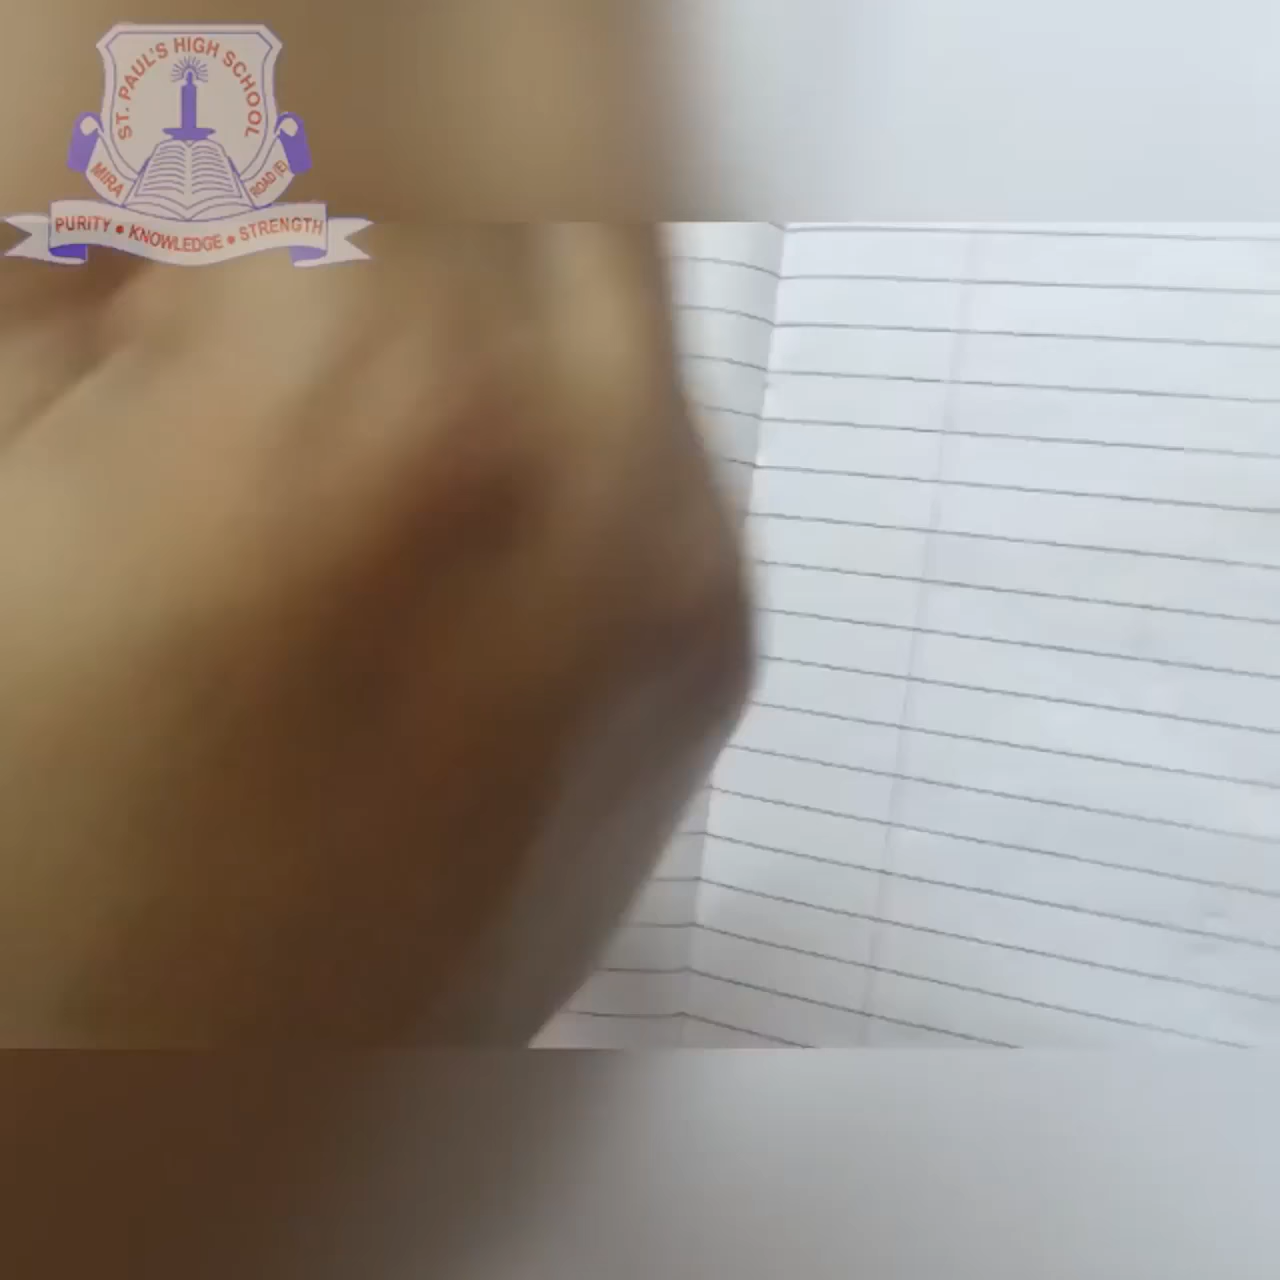 ST. PAUL'S HIGH SCHOOL
MIRA ROAD (E)
PURITY • KNOWLEDGE • STRENGTH